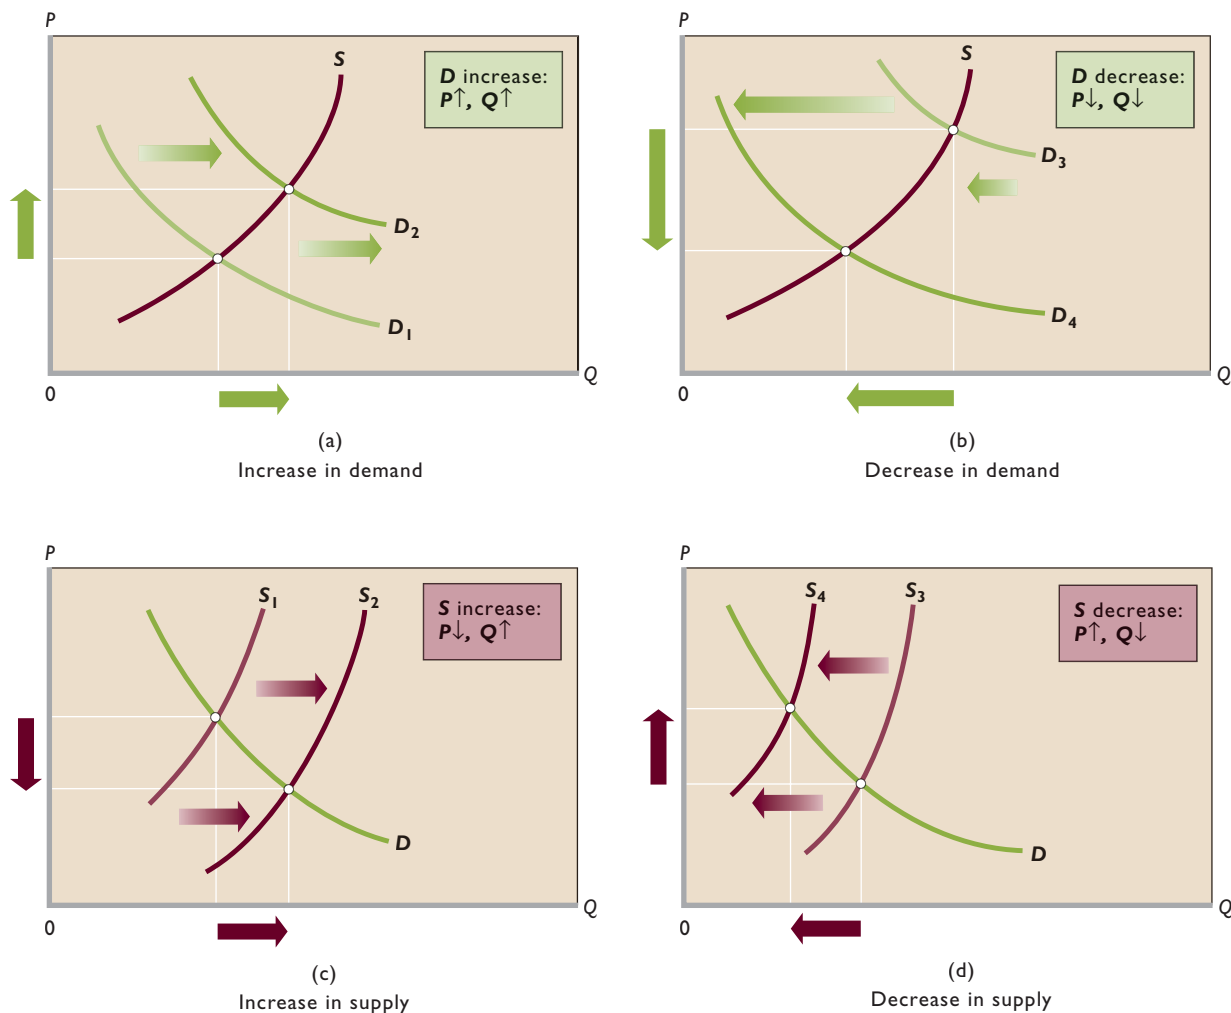 P
S
D increase:
P↑, Q↑
D₂
D₁
0
Q
(a)
Increase in demand
P
S
D decrease:
P↓, Q↓
D₃
D₄
0
Q
(b)
Decrease in demand
P
S₁
S₂
S increase:
P↓, Q↑
D
0
Q
(c)
Increase in supply
P
S₄
S₃
S decrease:
P↑, Q↓
D
0
Q
(d)
Decrease in supply